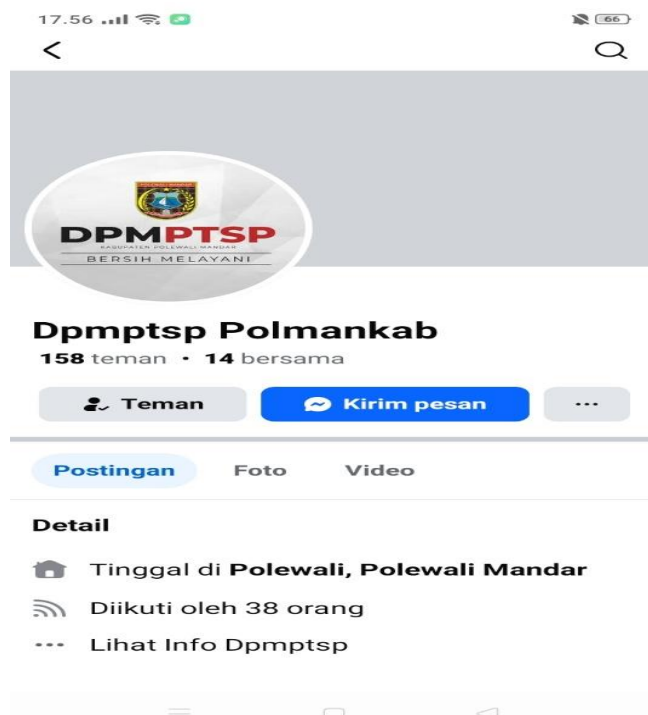 17.56
66
DPMPTSP
KABUPATEN POLEWALI MANDAR
BERSIH MELAYANI
Dpmptsp Polmankab
158 teman • 14 bersama
Teman
Kirim pesan
Postingan Foto Video
Detail
Tinggal di Polewali, Polewali Mandar
Diikuti oleh 38 orang
Lihat Info Dpmptsp